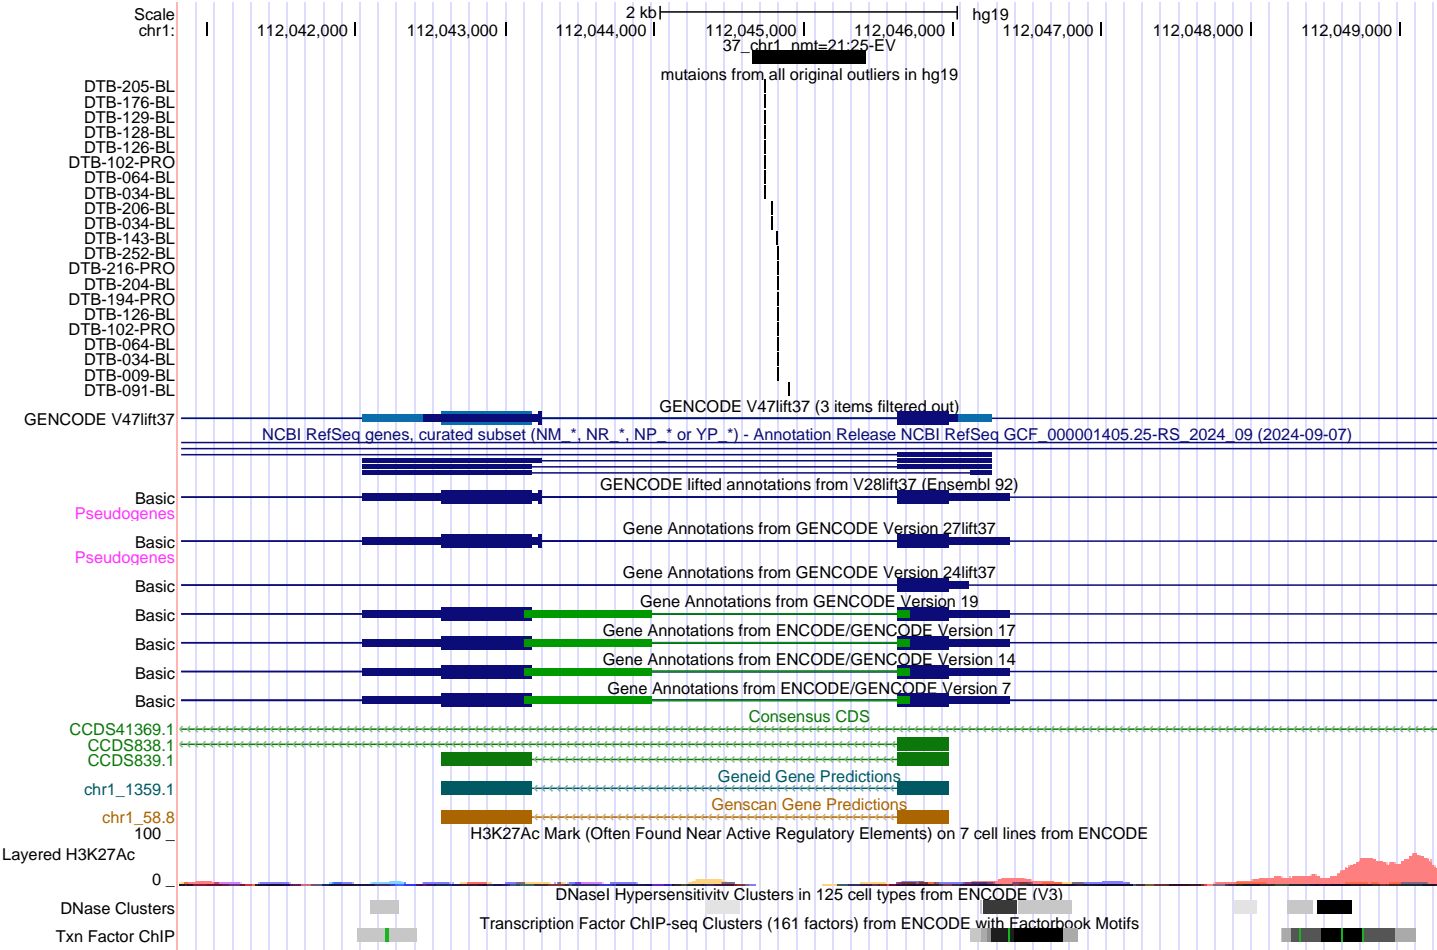 Scale 2 kb hg19
chr1: 112,042,000 112,043,000 112,044,000 112,045,000 112,046,000 112,047,000 112,048,000 112,049,000
37_chr1_nmt=21:25-EV
mutaions from all original outliers in hg19
DTB-205-BL
DTB-176-BL
DTB-129-BL
DTB-128-BL
DTB-126-BL
DTB-102-PRO
DTB-064-BL
DTB-034-BL
DTB-206-BL
DTB-034-BL
DTB-143-BL
DTB-252-BL
DTB-216-PRO
DTB-204-BL
DTB-194-PRO
DTB-126-BL
DTB-102-PRO
DTB-064-BL
DTB-034-BL
DTB-009-BL
DTB-091-BL
GENCODE V47lift37 (3 items filtered out)
GENCODE V47lift37
NCBI RefSeq genes, curated subset (NM_*, NR_*, NP_* or YP_*) - Annotation Release NCBI RefSeq GCF_000001405.25-RS_2024_09 (2024-09-07)
GENCODE lifted annotations from V28lift37 (Ensembl 92)
Basic
Pseudogenes
Gene Annotations from GENCODE Version 27lift37
Basic
Pseudogenes
Gene Annotations from GENCODE Version 24lift37
Basic
Gene Annotations from GENCODE Version 19
Basic
Gene Annotations from ENCODE/GENCODE Version 17
Basic
Gene Annotations from ENCODE/GENCODE Version 14
Basic
Gene Annotations from ENCODE/GENCODE Version 7
Basic
Consensus CDS
CCDS41369.1
CCDS838.1
CCDS839.1
Geneid Gene Predictions
chr1_1359.1
Genscan Gene Predictions
chr1_58.8
H3K27Ac Mark (Often Found Near Active Regulatory Elements) on 7 cell lines from ENCODE
100 _
Layered H3K27Ac
0 _
DNaseI Hypersensitivity Clusters in 125 cell types from ENCODE (V3)
DNase Clusters
Transcription Factor ChIP-seq Clusters (161 factors) from ENCODE with Factorbook Motifs
Txn Factor ChIP